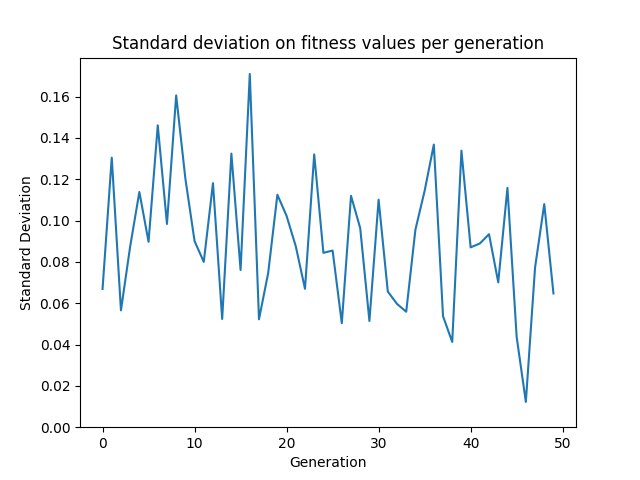 Standard deviation on fitness values per generation
Standard Deviation
0.16
0.14
0.12
0.10
0.08
0.06
0.04
0.02
0.00
0 10 20 30 40 50
Generation